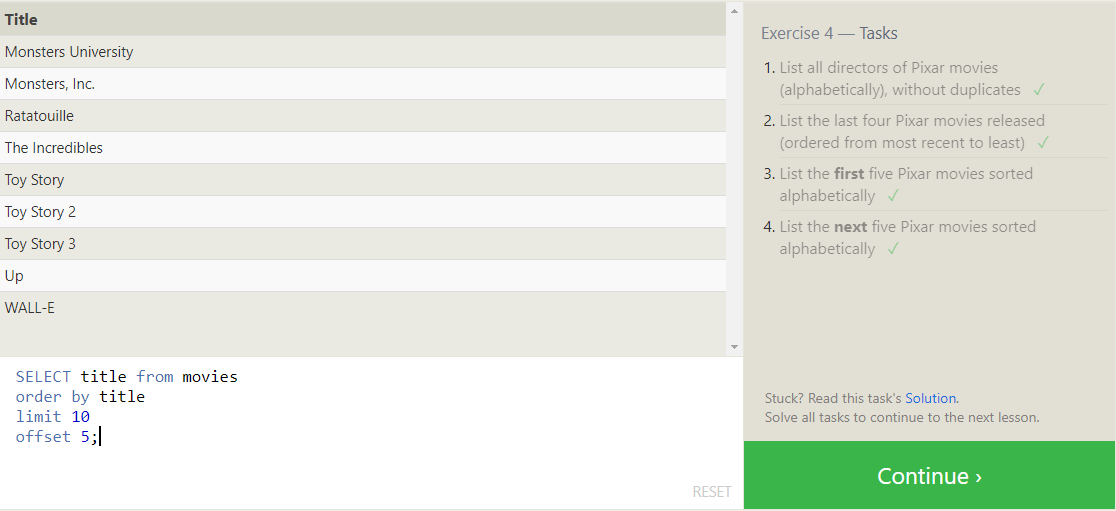 Title
Monsters University
Monsters, Inc.
Ratatouille
The Incredibles
Toy Story
Toy Story 2
Toy Story 3
Up
WALL-E
SELECT title from movies
order by title
limit 10
offset 5;
RESET
Exercise 4 — Tasks
1. List all directors of Pixar movies
(alphabetically), without duplicates ✓
2. List the last four Pixar movies released
(ordered from most recent to least) ✓
3. List the first five Pixar movies sorted
alphabetically ✓
4. List the next five Pixar movies sorted
alphabetically ✓
Stuck? Read this task's Solution.
Solve all tasks to continue to the next lesson.
Continue ›